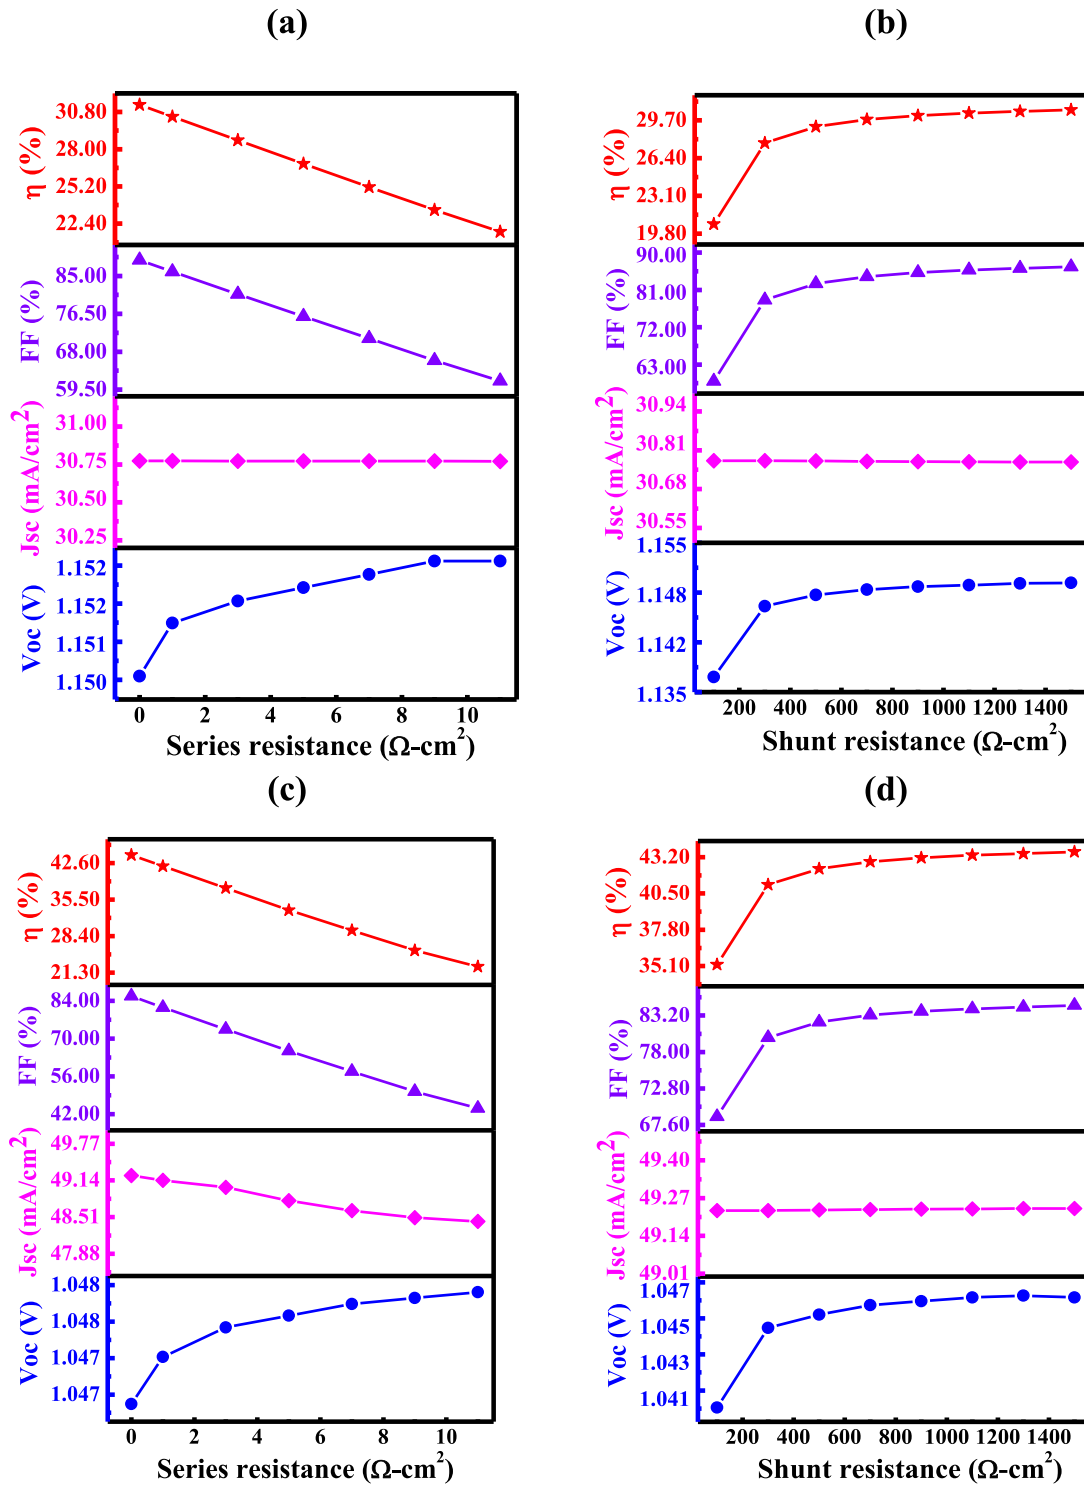 (a)
η (%)
30.80
28.00
25.20
22.40
FF (%)
85.00
76.50
68.00
59.50
Jsc (mA/cm²)
31.00
30.75
30.50
30.25
Voc (V)
1.152
1.152
1.151
1.150
0 2 4 6 8 10
Series resistance (Ω-cm²)
(b)
η (%)
29.70
26.40
23.10
19.80
FF (%)
90.00
81.00
72.00
63.00
Jsc (mA/cm²)
30.94
30.81
30.68
30.55
Voc (V)
1.155
1.148
1.142
1.135
200 400 600 800 1000 1200 1400
Shunt resistance (Ω-cm²)
(c)
η (%)
42.60
35.50
28.40
21.30
FF (%)
84.00
70.00
56.00
42.00
Jsc (mA/cm²)
49.77
49.14
48.51
47.88
Voc (V)
1.048
1.048
1.047
1.047
0 2 4 6 8 10
Series resistance (Ω-cm²)
(d)
η (%)
43.20
40.50
37.80
35.10
FF (%)
83.20
78.00
72.80
67.60
Jsc (mA/cm²)
49.40
49.27
49.14
49.01
Voc (V)
1.047
1.045
1.043
1.041
200 400 600 800 1000 1200 1400
Shunt resistance (Ω-cm²)